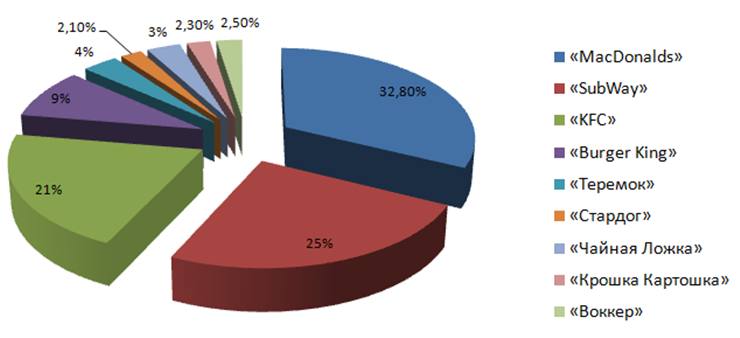 2,10%
3%
2,30%
2,50%
4%
9%
32,80%
21%
25%
«MacDonalds»
«SubWay»
«KFC»
«Burger King»
«Теремок»
«Стардог»
«Чайная Ложка»
«Крошка Картошка»
«Воккер»